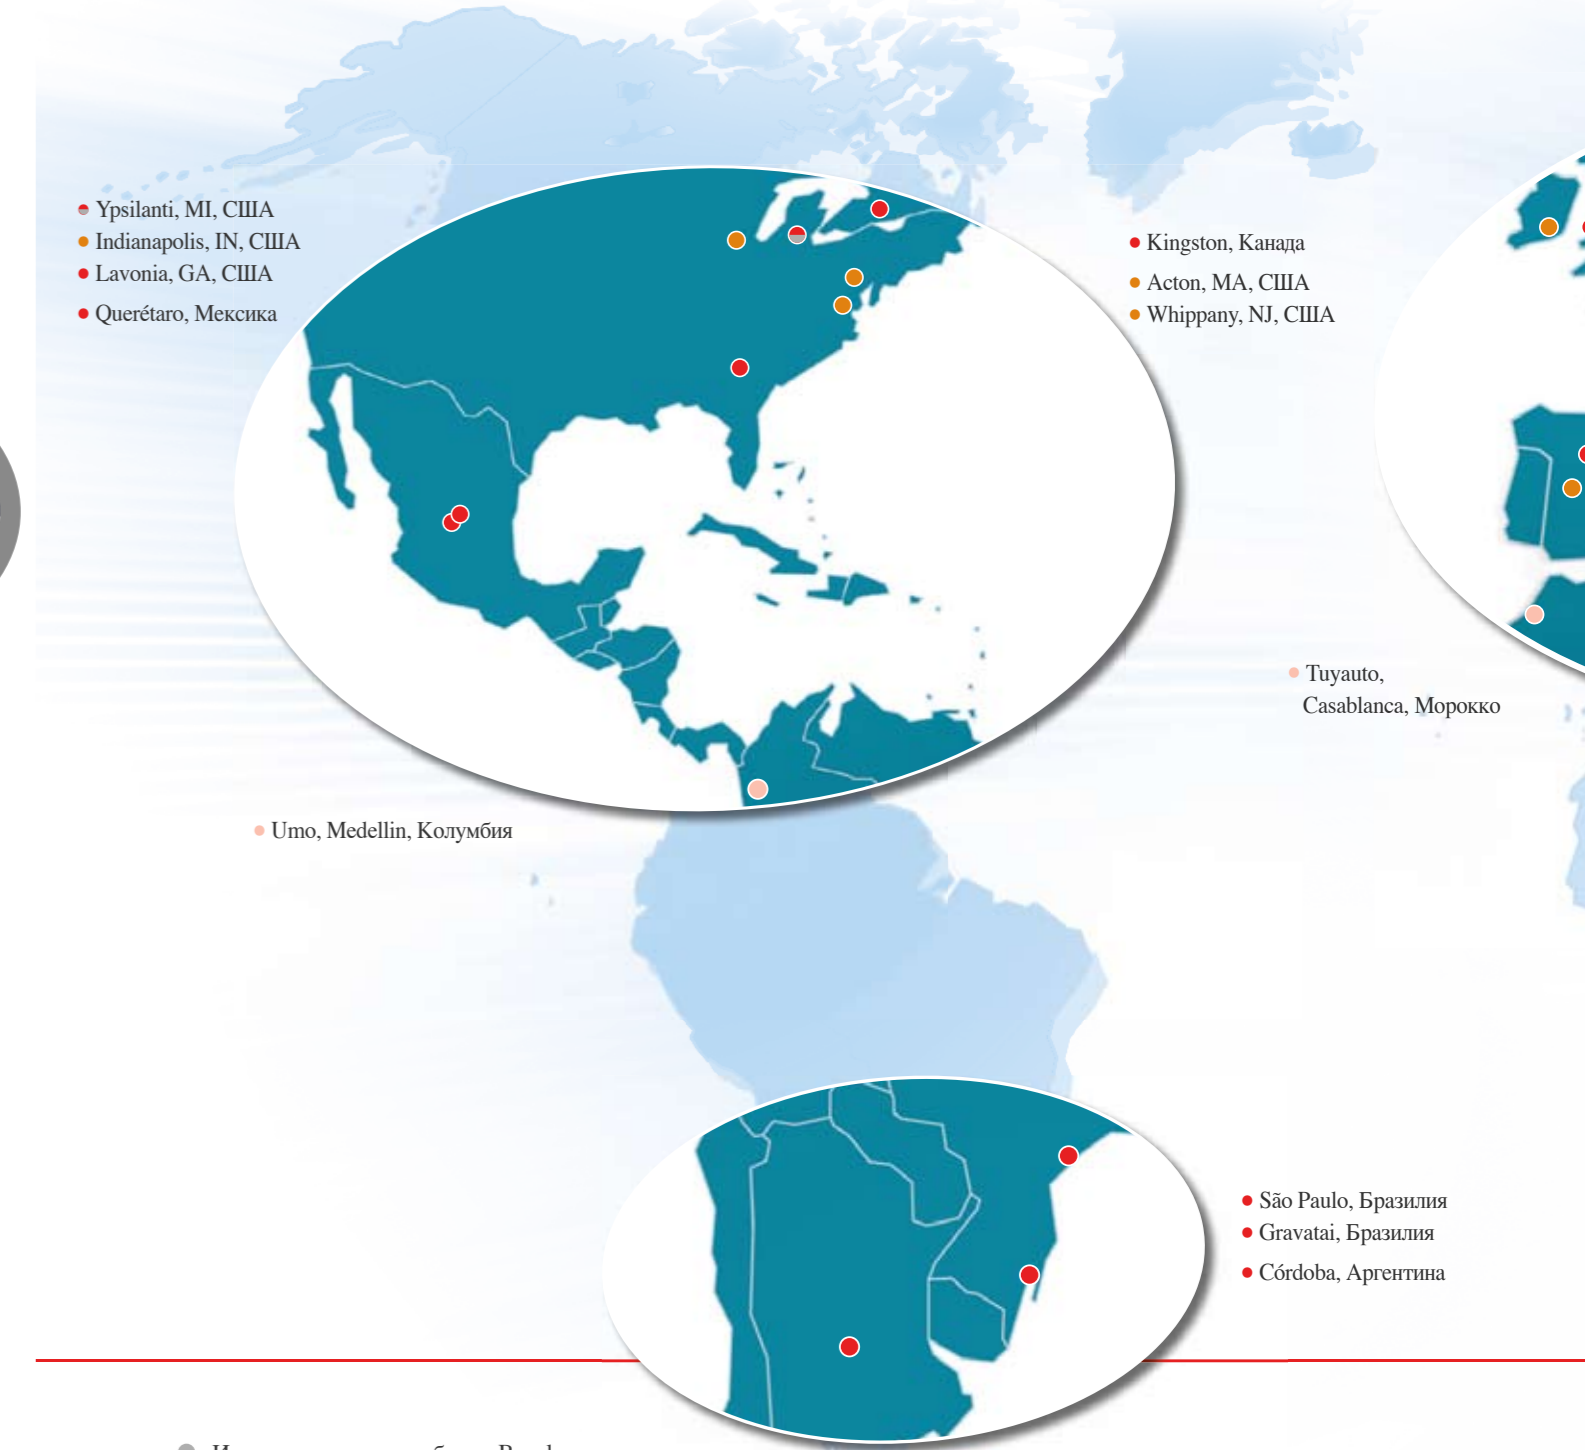 Ypsilanti, MI, США
Indianapolis, IN, США
Lavonia, GA, США
Querétaro, Мексика
Kingston, Канада
Acton, MA, США
Whippany, NJ, США
Tuyauto,
Casablanca, Морокко
Umo, Medellin, Колумбия
São Paulo, Бразилия
Gravatai, Бразилия
Córdoba, Аргентина